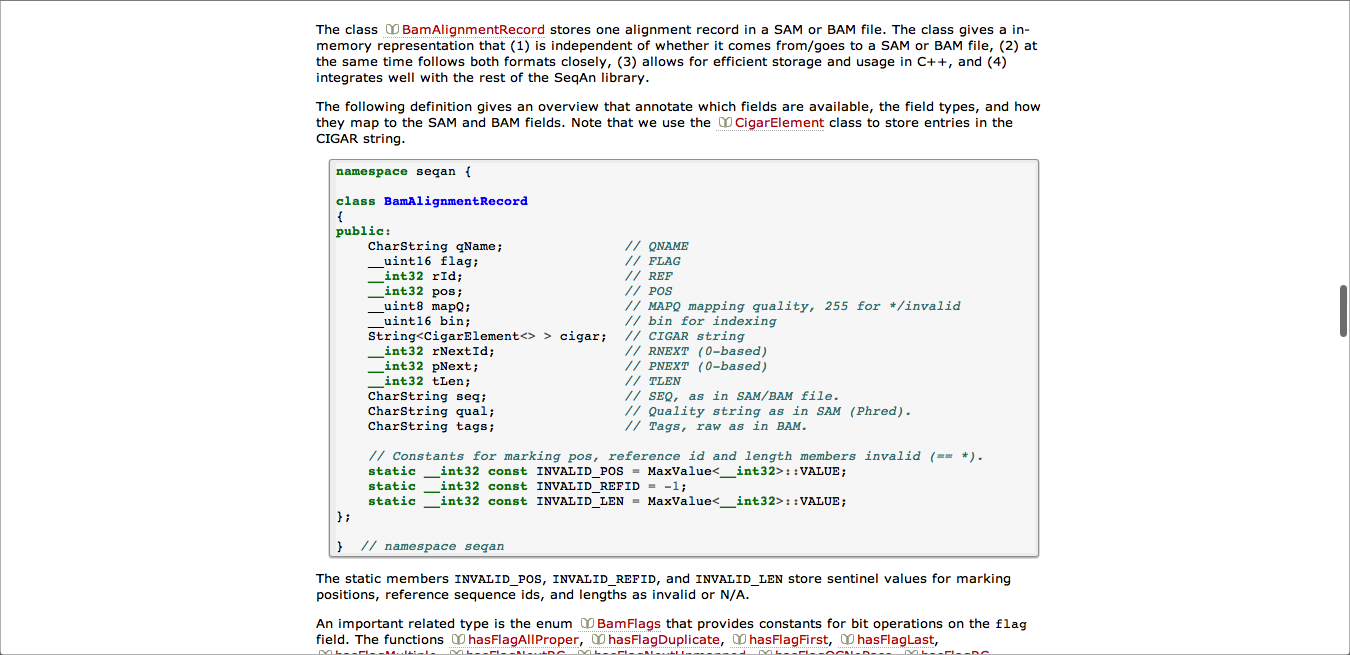 The class BamAlignmentRecord stores one alignment record in a SAM or BAM file. The class gives a in-
memory representation that (1) is independent of whether it comes from/goes to a SAM or BAM file, (2) at
the same time follows both formats closely, (3) allows for efficient storage and usage in C++, and (4)
integrates well with the rest of the SeqAn library.
The following definition gives an overview that annotate which fields are available, the field types, and how
they map to the SAM and BAM fields. Note that we use the CigarElement class to store entries in the
CIGAR string.
namespace seqan {
class BamAlignmentRecord
{
public:
CharString qName; // QNAME
__uint16 flag; // FLAG
__int32 rId; // REF
__int32 pos; // POS
__uint8 mapQ; // MAPQ mapping quality, 255 for */invalid
__uint16 bin; // bin for indexing
String<CigarElement<> > cigar; // CIGAR string
__int32 rNextId; // RNEXT (0-based)
__int32 pNext; // PNEXT (0-based)
__int32 tLen; // TLEN
CharString seq; // SEQ, as in SAM/BAM file.
CharString qual; // Quality string as in SAM (Phred).
CharString tags; // Tags, raw as in BAM.
// Constants for marking pos, reference id and length members invalid (== *).
static __int32 const INVALID_POS = MaxValue<__int32>::VALUE;
static __int32 const INVALID_REFID = -1;
static __int32 const INVALID_LEN = MaxValue<__int32>::VALUE;
};
} // namespace seqan
The static members INVALID_POS, INVALID_REFID, and INVALID_LEN store sentinel values for marking
positions, reference sequence ids, and lengths as invalid or N/A.
An important related type is the enum BamFlags that provides constants for bit operations on the flag
field. The functions hasFlagAllProper, hasFlagDuplicate, hasFlagFirst, hasFlagLast,
hasFlagMultiple, hasFlagNextRC, hasFlagNextUnmapped, hasFlagQCNoPass, hasFlagRC,